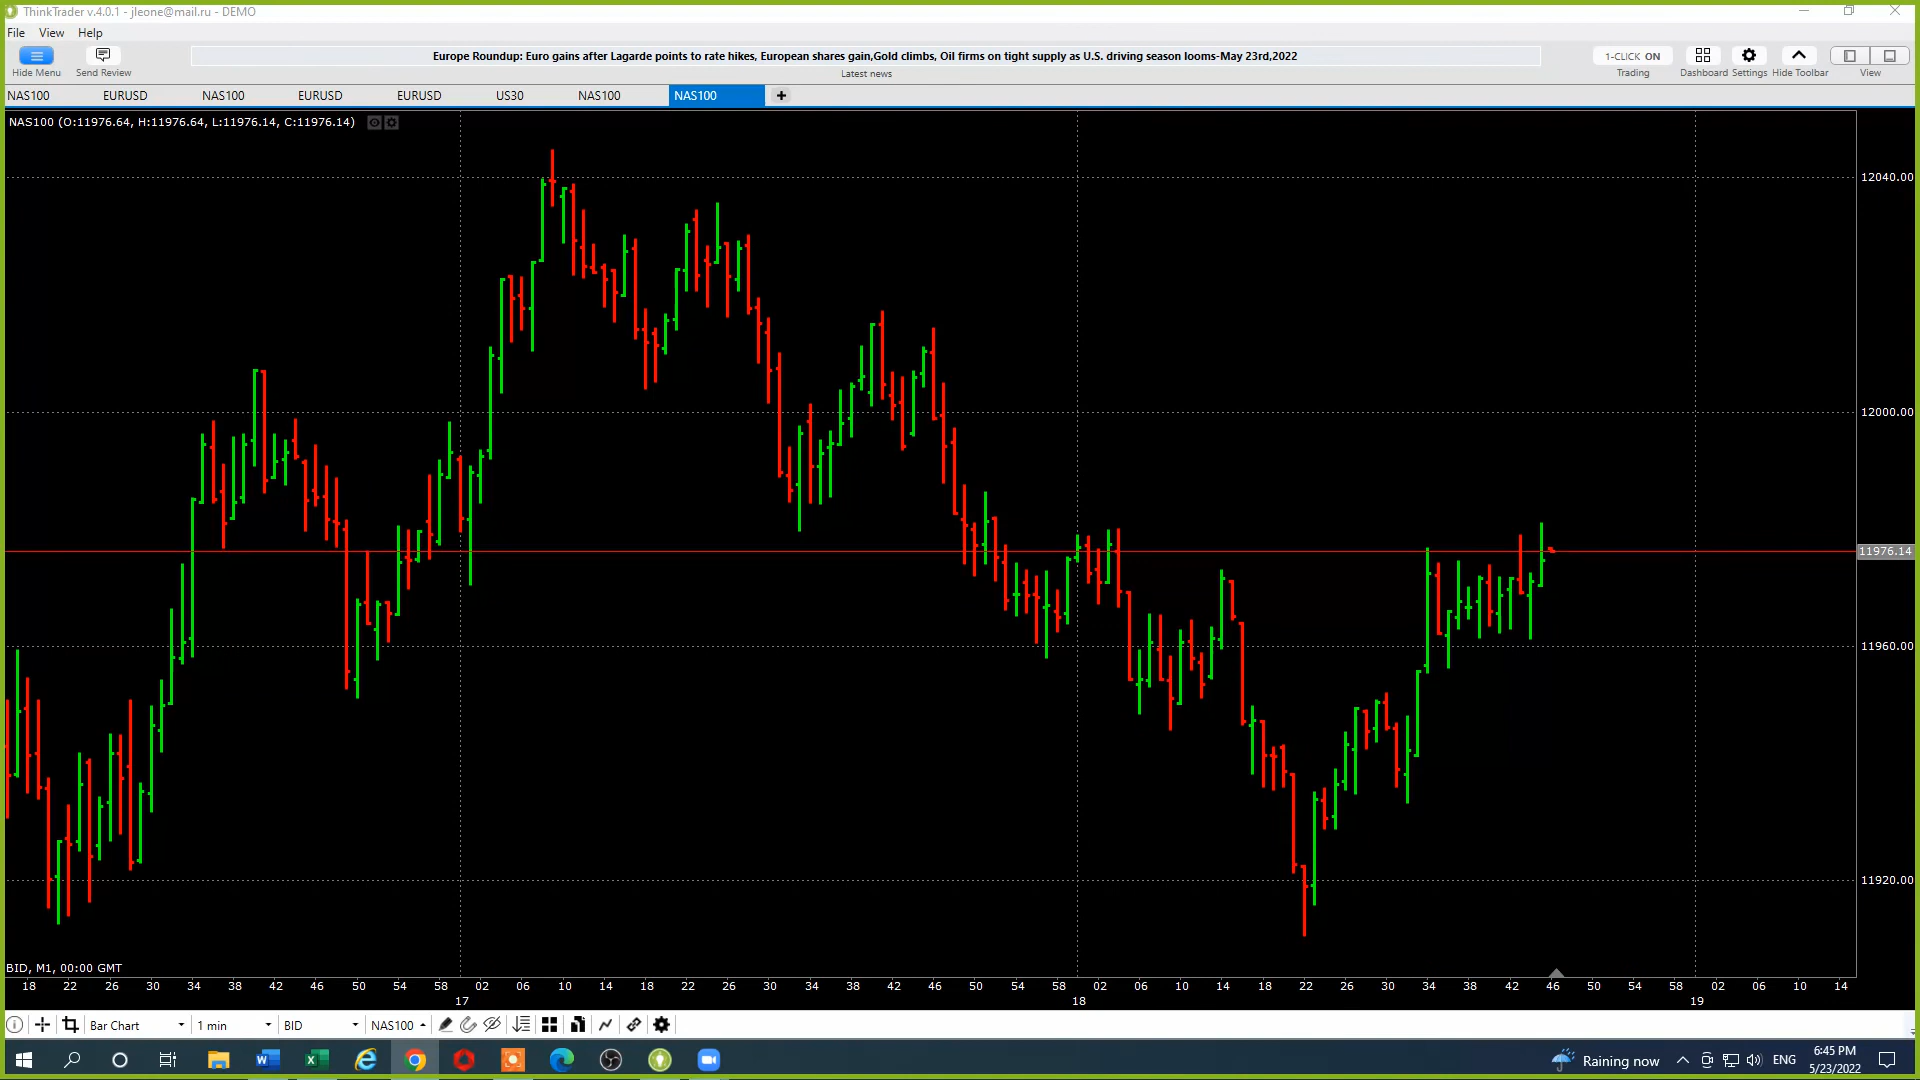 ThinkTrader v.4.0.1 - jleone@mail.ru - DEMO
File View Help
Europe Roundup: Euro gains after Lagarde points to rate hikes, European shares gain,Gold climbs, Oil firms on tight supply as U.S. driving season looms-May 23rd,2022
1-CLICK ON
Hide Menu Send Review Latest news Trading Dashboard Settings Hide Toolbar View
NAS100 EURUSD NAS100 EURUSD EURUSD US30 NAS100 NAS100 +
NAS100 (O:11976.64, H:11976.64, L:11976.14, C:11976.14)
12040.00
12000.00
11976.14
11960.00
11920.00
BID, M1, 00:00 GMT
18 22 26 30 34 38 42 46 50 54 58 02 06 10 14 18 22 26 30 34 38 42 46 50 54 58 02 06 10 14 18 22 26 30 34 38 42 46 50 54 58 02 06 10 14
17 18 19
Bar Chart 1 min BID NAS100
Raining now ENG 6:45 PM
5/23/2022